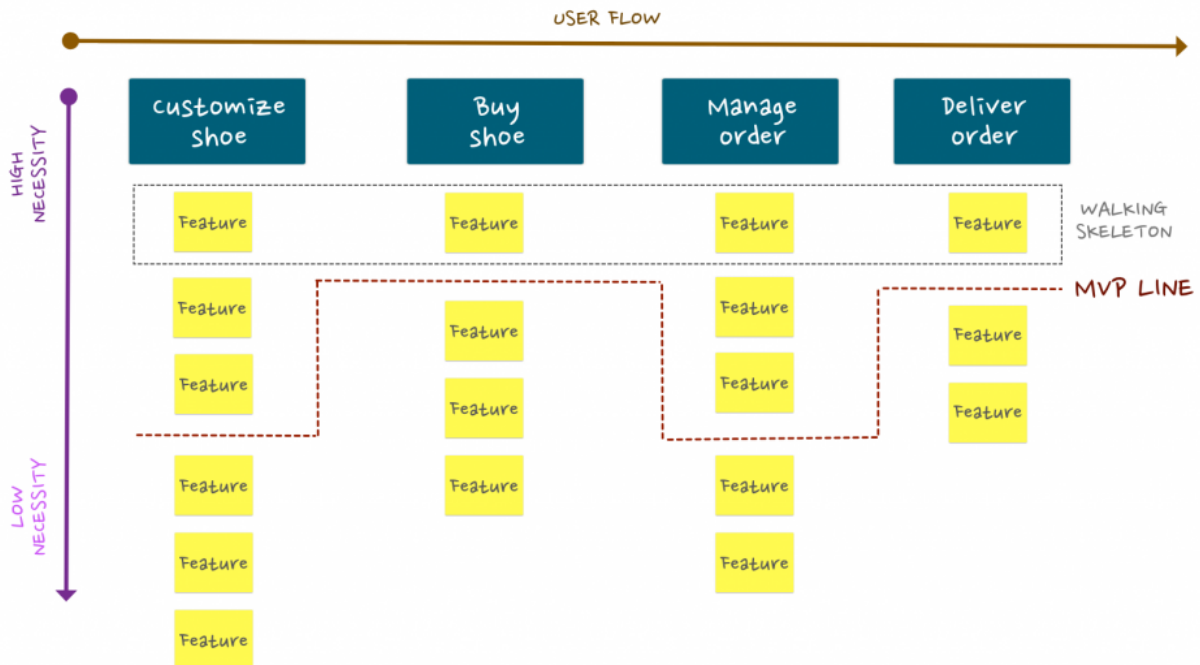 USER FLOW
Customize
Shoe
Buy
Shoe
Manage
order
Deliver
order
HIGH
NECESSITY
Feature
Feature
Feature
Feature
WALKING
SKELETON
Feature
Feature
MVP LINE
Feature
Feature
Feature
Feature
Feature
Feature
LOW
NECESSITY
Feature
Feature
Feature
Feature
Feature
Feature